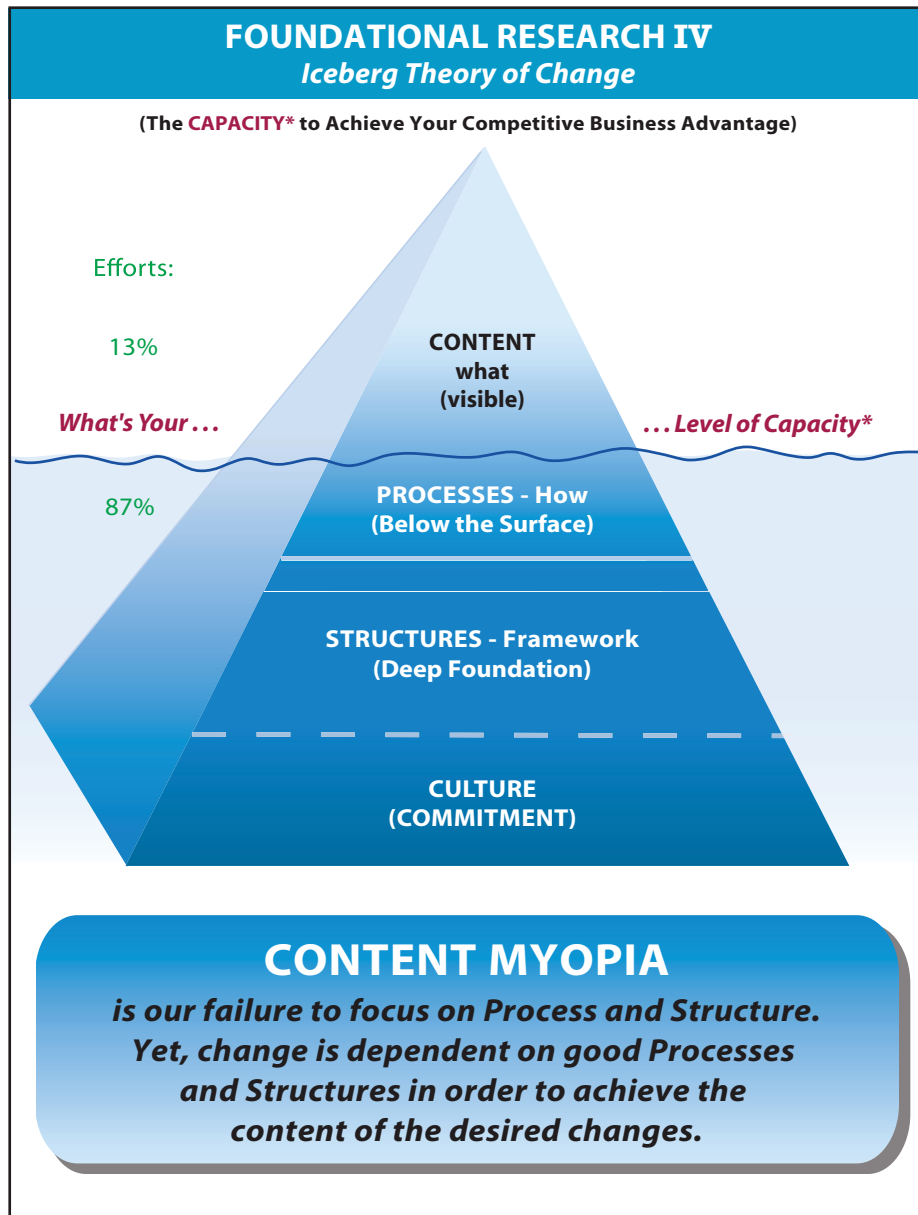 FOUNDATIONAL RESEARCH IV
Iceberg Theory of Change
(The CAPACITY* to Achieve Your Competitive Business Advantage)
Efforts:
13%
CONTENT
what
(visible)
What's Your ...
... Level of Capacity*
87%
PROCESSES - How
(Below the Surface)
STRUCTURES - Framework
(Deep Foundation)
CULTURE
(COMMITMENT)
CONTENT MYOPIA
is our failure to focus on Process and Structure.
Yet, change is dependent on good Processes
and Structures in order to achieve the
content of the desired changes.